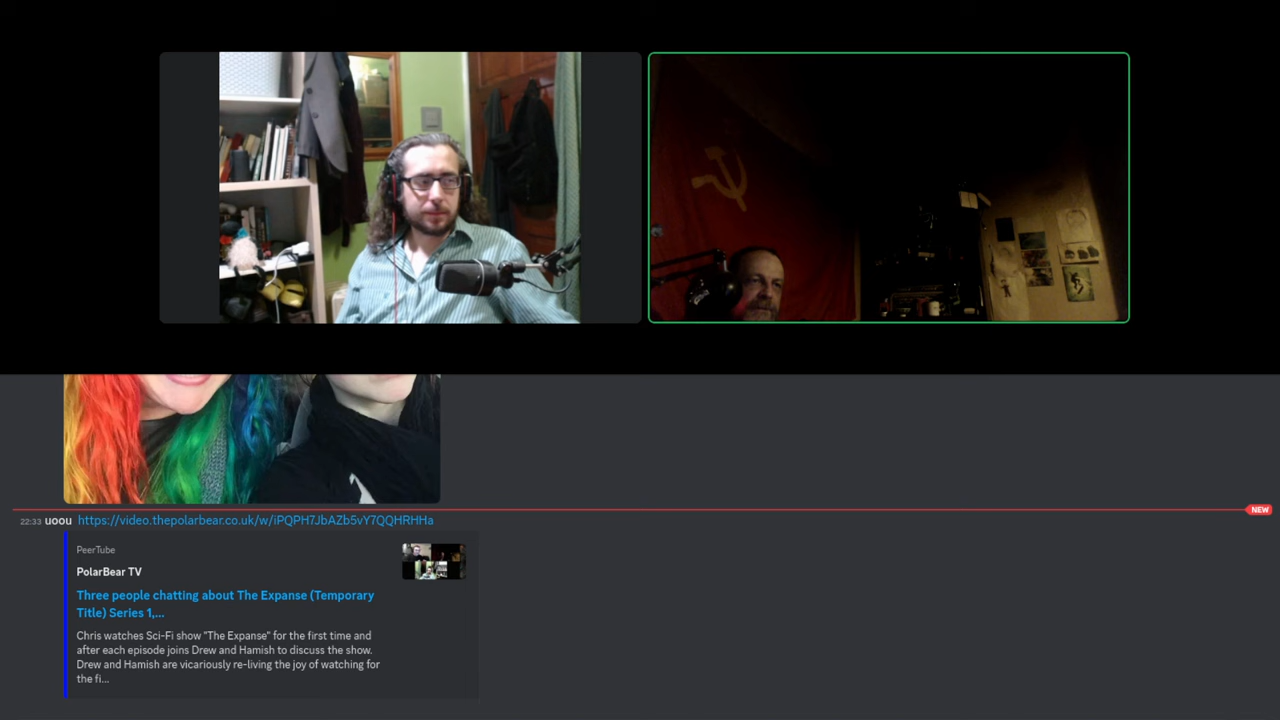 NEW
22:33 uoou https://video.thepolarbear.co.uk/w/iPQPH7JbAZb5vY7QQHRHHa
PeerTube
PolarBear TV
Three people chatting about The Expanse (Temporary
Title) Series 1,...
Chris watches Sci-Fi show "The Expanse" for the first time and
after each episode joins Drew and Hamish to discuss the show.
Drew and Hamish are vicariously re-living the joy of watching for
the fi...